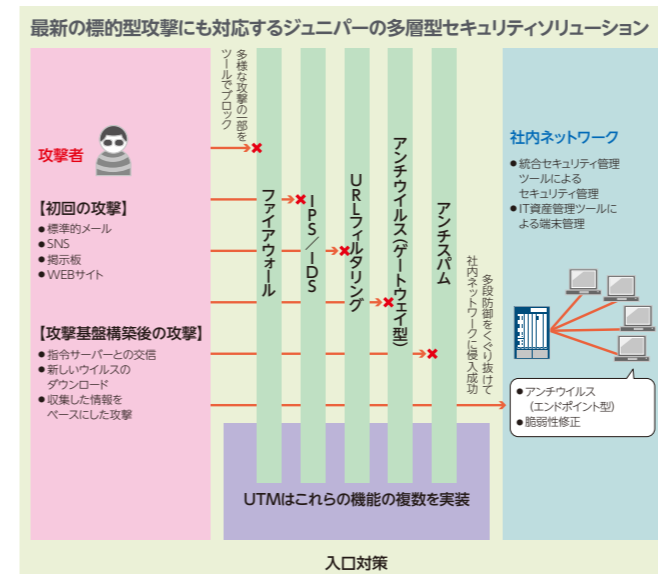 最新の標的型攻撃にも対応するジュニパーの多層型セキュリティソリューション
攻撃者
【初回の攻撃】
●標準的メール
●SNS
●掲示板
●WEBサイト
【攻撃基盤構築後の攻撃】
●指令サーバーとの交信
●新しいウイルスの
ダウンロード
●収集した情報を
ベースにした攻撃
多様な攻撃の一部を
ツールでブロック
ファイアウォール
IPS/IDS
URLフィルタリング
アンチウイルス(ゲートウェイ型)
アンチスパム
多段防御をくぐり抜けて
社内ネットワークに侵入成功
社内ネットワーク
●統合セキュリティ管理
ツールによる
セキュリティ管理
●IT資産管理ツールに
よる端末管理
●アンチウイルス
(エンドポイント型)
●脆弱性修正
UTMはこれらの機能の複数を実装
入口対策